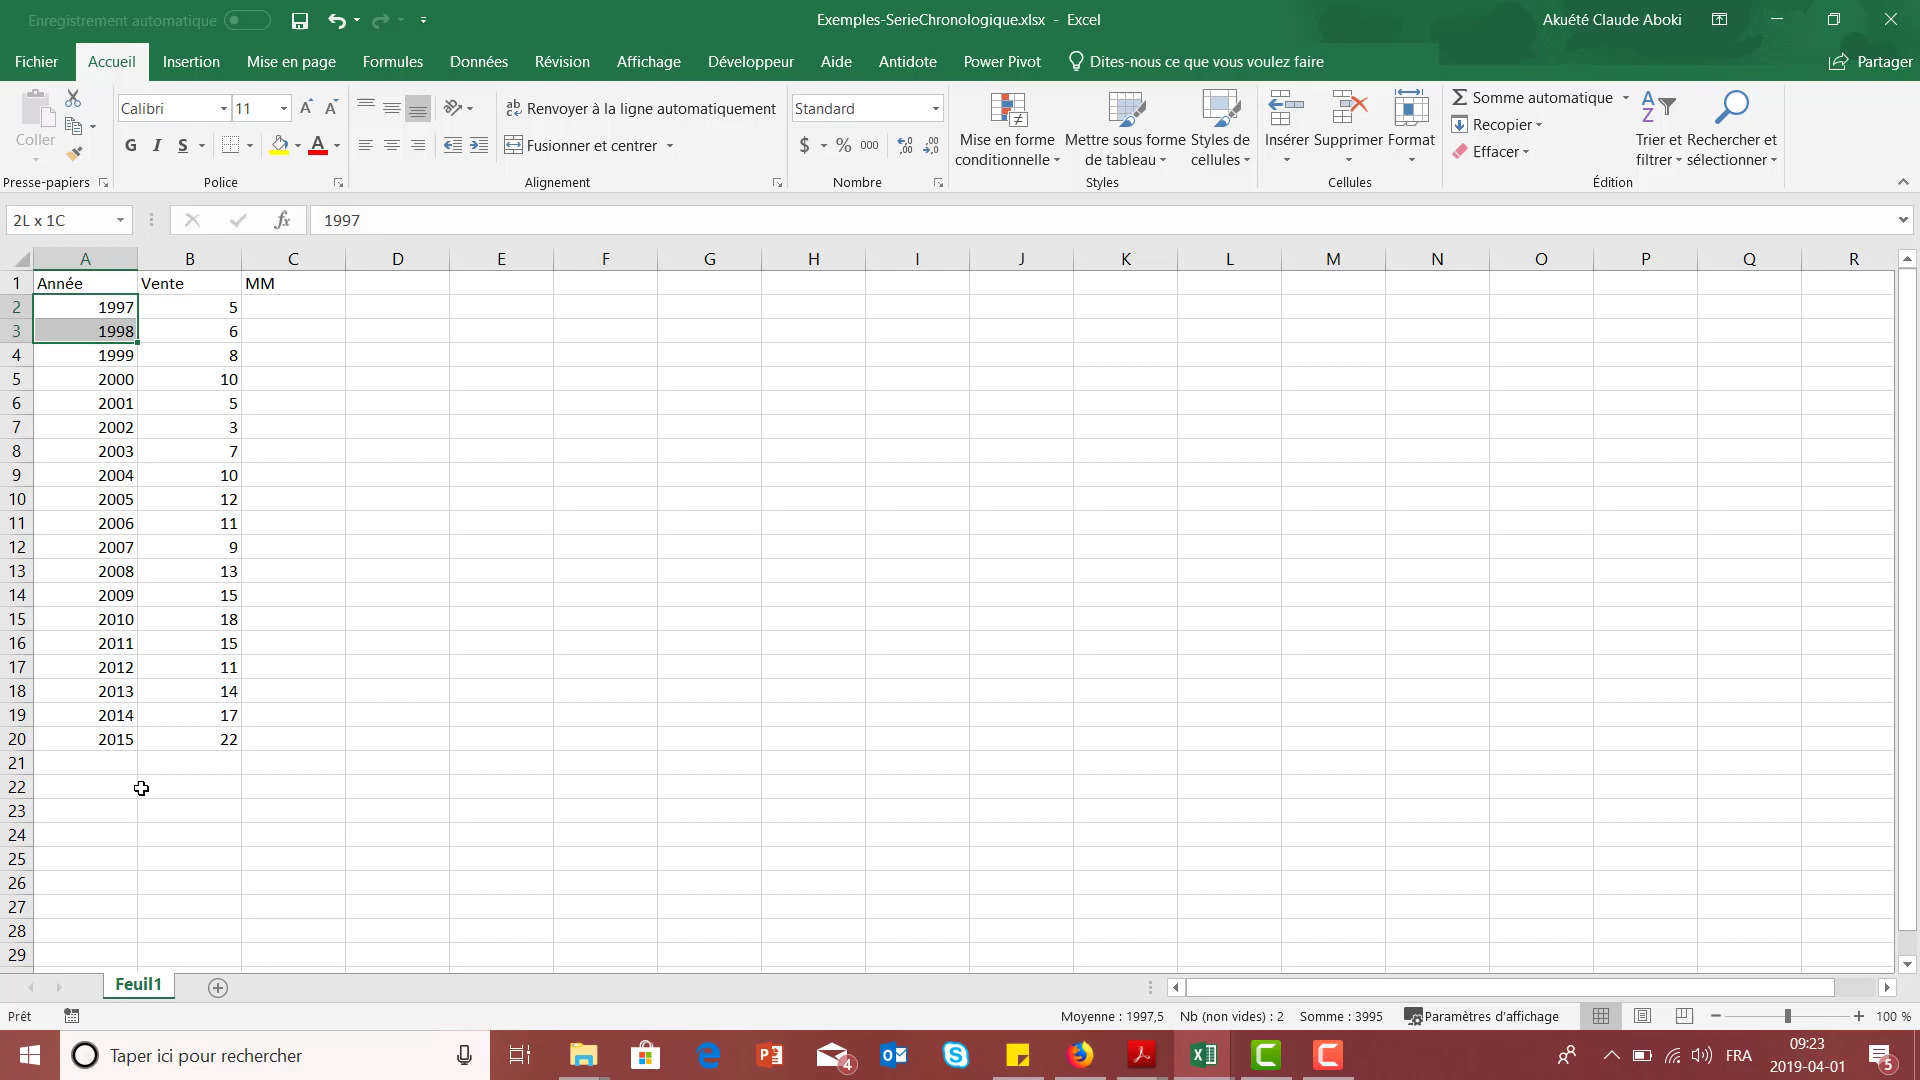 Enregistrement automatique
Exemples-SerieChronologique.xlsx - Excel
Akuété Claude Aboki
Fichier Accueil Insertion Mise en page Formules Données Révision Affichage Développeur Aide Antidote Power Pivot Dites-nous ce que vous voulez faire Partager
Coller
Calibri 11
Renvoyer à la ligne automatiquement
Standard
G I S
Fusionner et centrer
$ % 000
Mise en forme conditionnelle
Mettre sous forme de tableau
Styles de cellules
Insérer Supprimer Format
Somme automatique
Recopier
Effacer
Trier et filtrer
Rechercher et sélectionner
Presse-papiers Police Alignement Nombre Styles Cellules Édition
2L x 1C fx 1997
A B C D E F G H I J K L M N O P Q R
1 Année Vente MM
2 1997 5
3 1998 6
4 1999 8
5 2000 10
6 2001 5
7 2002 3
8 2003 7
9 2004 10
10 2005 12
11 2006 11
12 2007 9
13 2008 13
14 2009 15
15 2010 18
16 2011 15
17 2012 11
18 2013 14
19 2014 17
20 2015 22
21
22
23
24
25
26
27
28
29
Feuil1
Prêt Moyenne : 1997,5 Nb (non vides) : 2 Somme : 3995 Paramètres d'affichage 100 %
Taper ici pour rechercher
4
FRA
09:23
2019-04-01
5